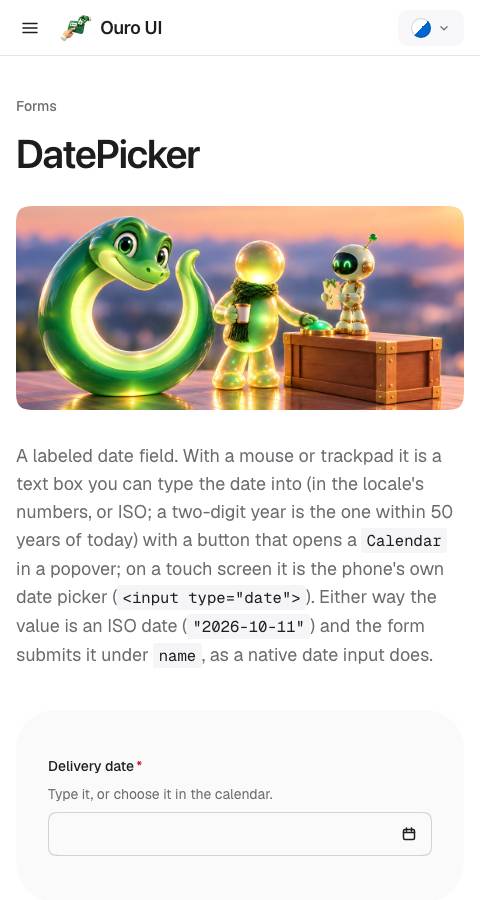 Ouro UI
Forms
DatePicker
A labeled date field. With a mouse or trackpad it is a
text box you can type the date into (in the locale's
numbers, or ISO; a two-digit year is the one within 50
years of today) with a button that opens a Calendar
in a popover; on a touch screen it is the phone's own
date picker (<input type="date">). Either way the
value is an ISO date ("2026-10-11") and the form
submits it under name, as a native date input does.
Delivery date*
Type it, or choose it in the calendar.